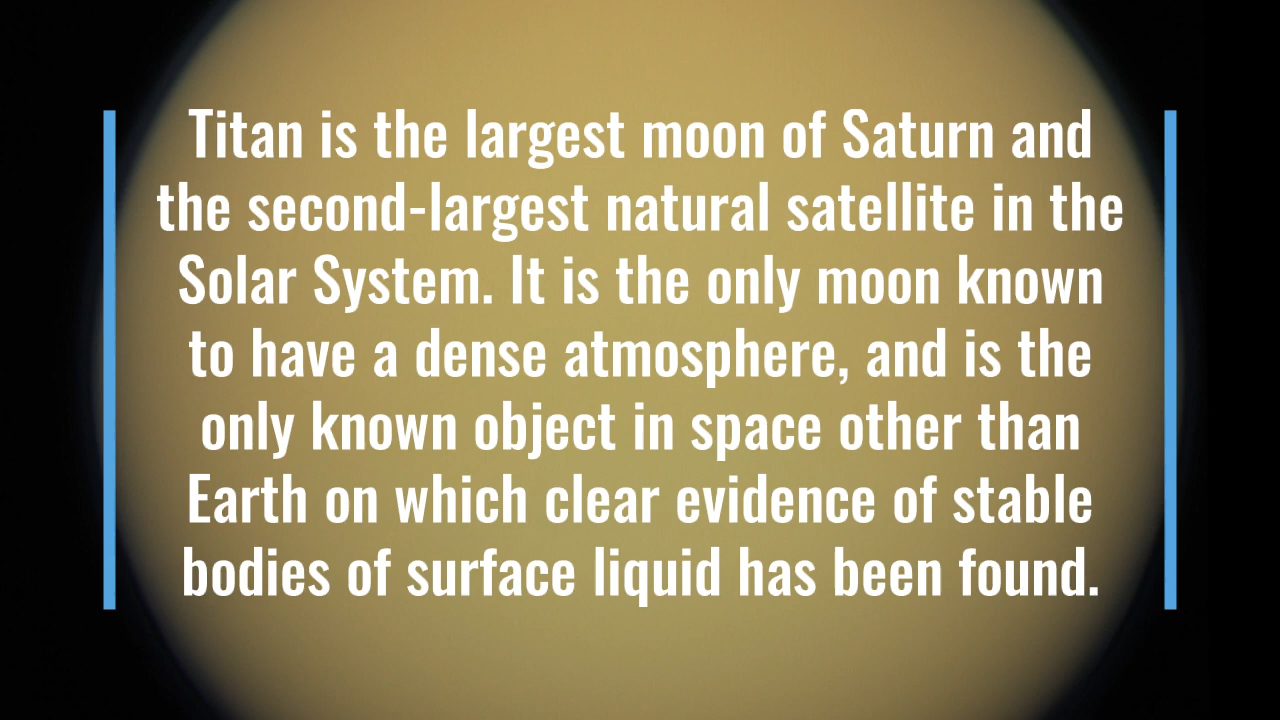 Titan is the largest moon of Saturn and
the second-largest natural satellite in the
Solar System. It is the only moon known
to have a dense atmosphere, and is the
only known object in space other than
Earth on which clear evidence of stable
bodies of surface liquid has been found.